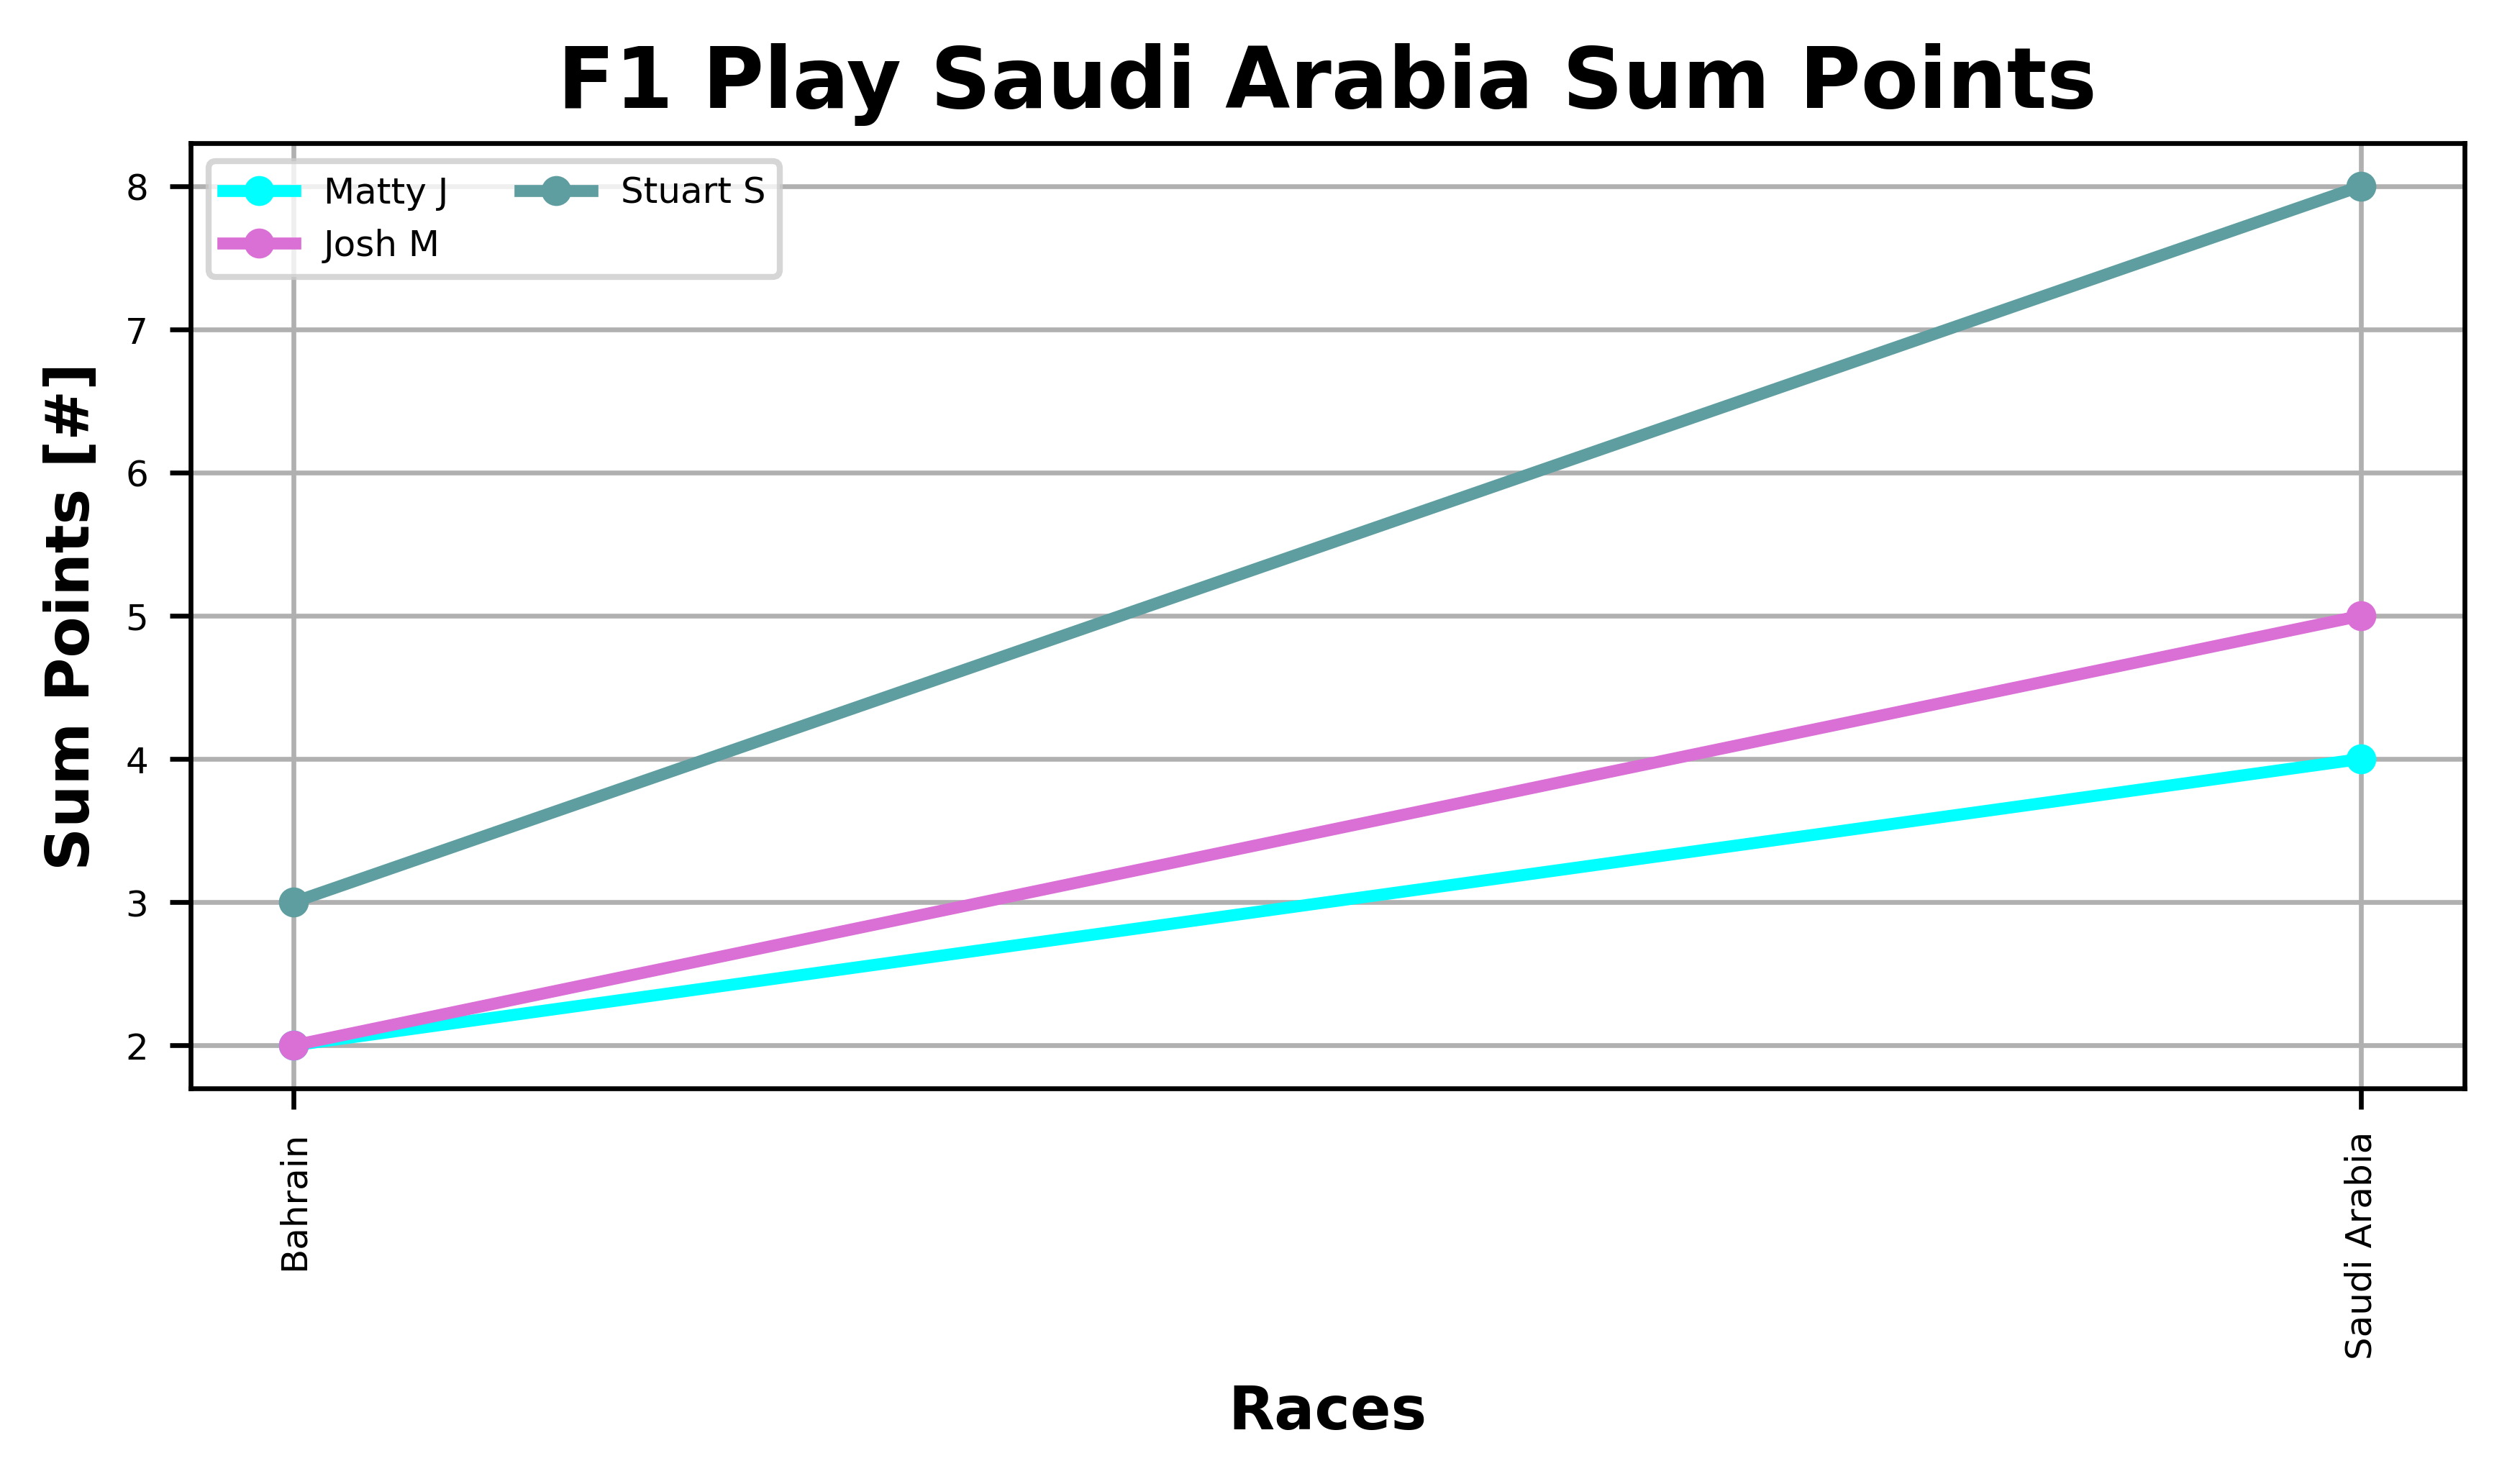 F1 Play Saudi Arabia Sum Points
Matty J
Josh M
Stuart S
Sum Points [#]
8
7
6
5
4
3
2
Bahrain
Saudi Arabia
Races